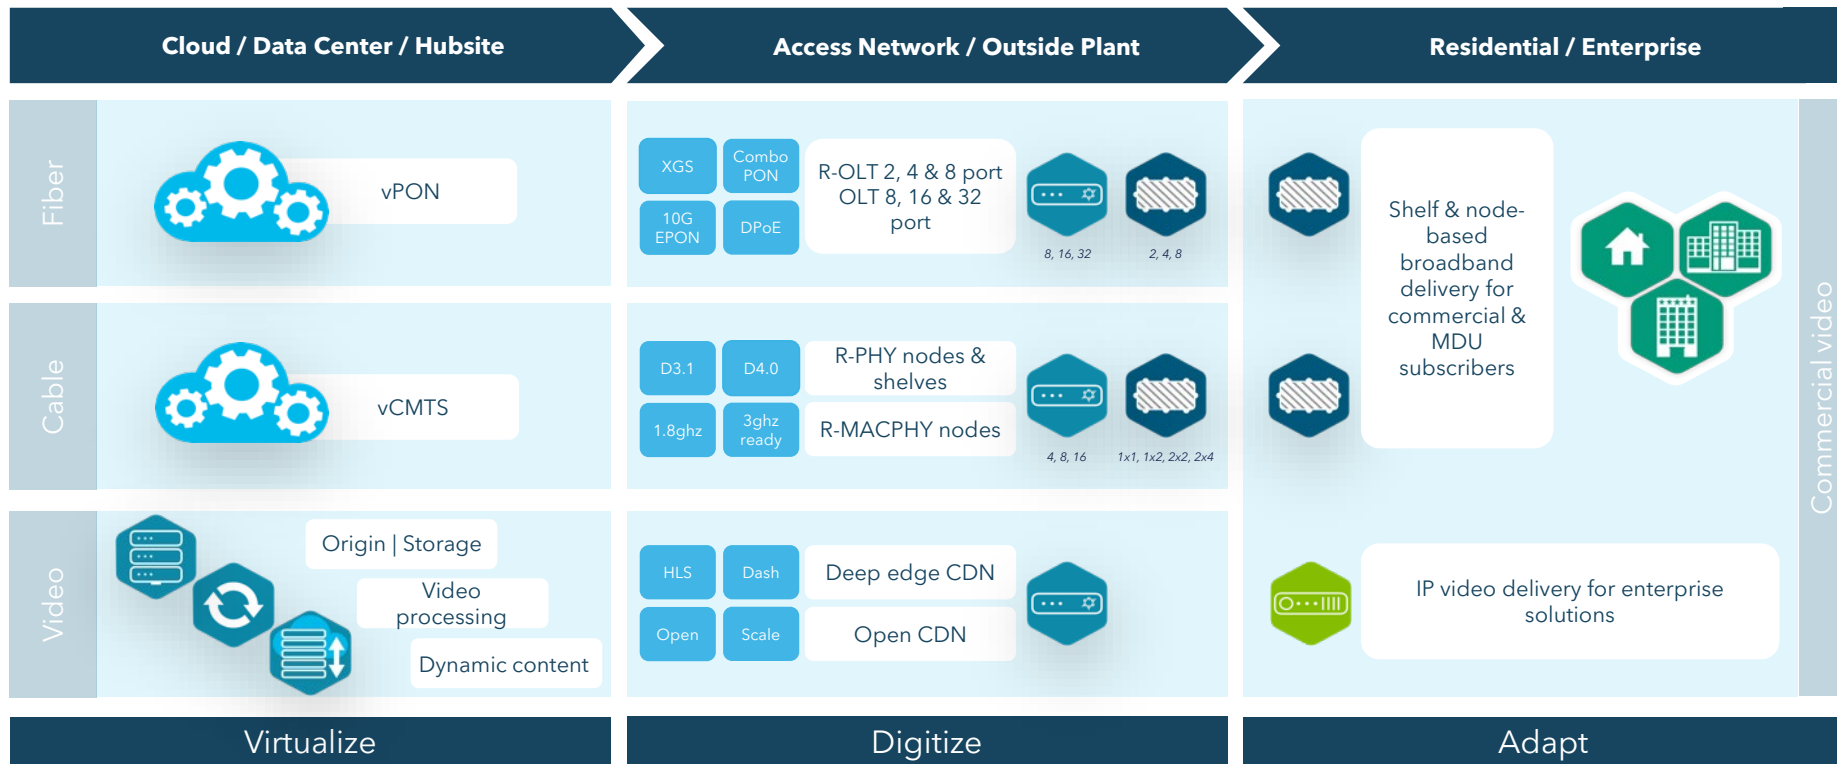 Cloud / Data Center / Hubsite
Access Network / Outside Plant
Residential / Enterprise
Fiber
vPON
XGS
Combo
PON
10G
EPON
DPoE
R-OLT 2, 4 & 8 port
OLT 8, 16 & 32
port
8, 16, 32
2, 4, 8
Shelf & node-
based
broadband
delivery for
commercial &
MDU
subscribers
Cable
vCMTS
D3.1
D4.0
1.8ghz
3ghz
ready
R-PHY nodes &
shelves
R-MACPHY nodes
4, 8, 16
1x1, 1x2, 2x2, 2x4
Video
Origin | Storage
Video
processing
Dynamic content
HLS
Dash
Open
Scale
Deep edge CDN
Open CDN
IP video delivery for enterprise
solutions
Commercial video
Virtualize
Digitize
Adapt